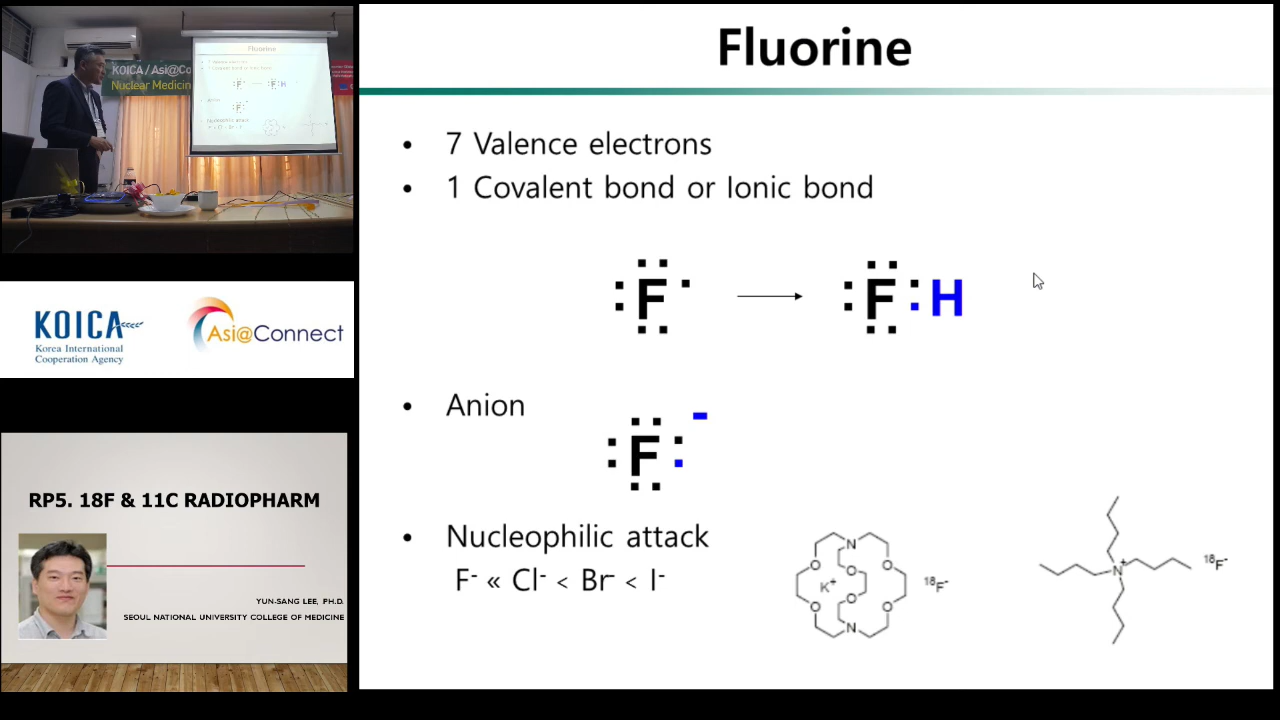 KOICA / Asi@Co
Nuclear Medicin
Fluorine
KOICA
Korea International
Cooperation Agency
Asi@Connect
RP5. 18F & 11C RADIOPHARM
YUN-SANG LEE, PH.D.
SEOUL NATIONAL UNIVERSITY COLLEGE OF MEDICINE
Fluorine
• 7 Valence electrons
• 1 Covalent bond or Ionic bond
F F H
• Anion
F -
• Nucleophilic attack
F- « Cl- < Br- < I-
N
O O
O
K+
O
O O
N
18F-
N+
18F-